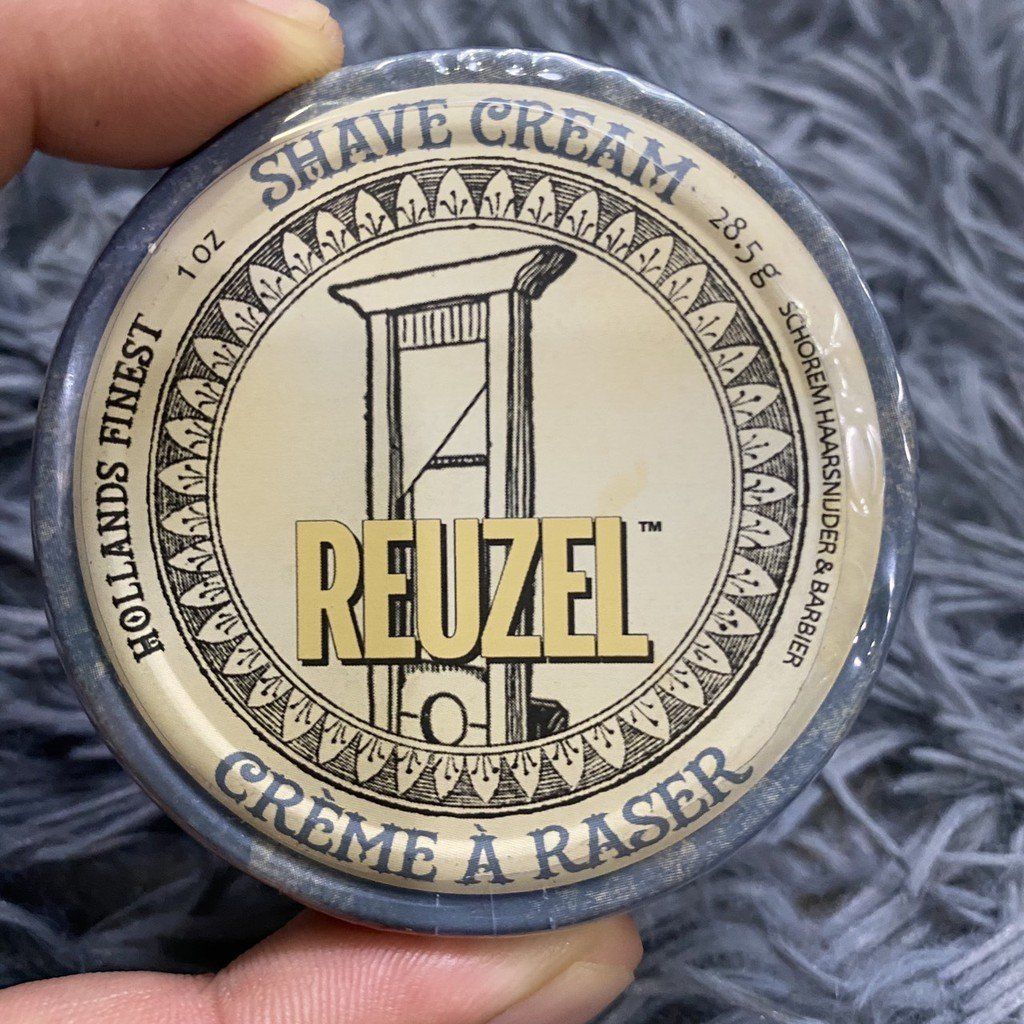 SHAVE CREAM
1 oz
28,5 g
HOLLANDS FINEST
SCHOREM HAARSNIJDER & BARBIER
REUZEL™
CRÈME À RASER